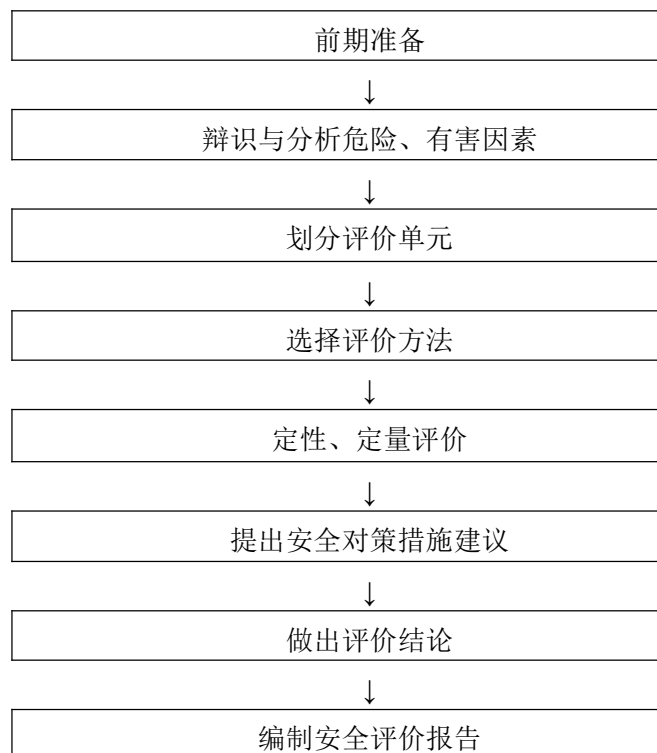 前期准备
↓
辩识与分析危险、有害因素
↓
划分评价单元
↓
选择评价方法
↓
定性、定量评价
↓
提出安全对策措施建议
↓
做出评价结论
↓
编制安全评价报告